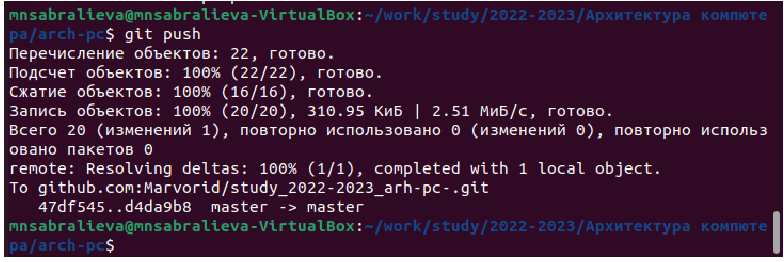 mnsabralieva@mnsabralieva-VirtualBox:~/work/study/2022-2023/Архитектура компюте
ра/arch-pc$ git push
Перечисление объектов: 22, готово.
Подсчет объектов: 100% (22/22), готово.
Сжатие объектов: 100% (16/16), готово.
Запись объектов: 100% (20/20), 310.95 КиБ | 2.51 МиБ/с, готово.
Всего 20 (изменений 1), повторно использовано 0 (изменений 0), повторно использ
овано пакетов 0
remote: Resolving deltas: 100% (1/1), completed with 1 local object.
To github.com:Marvorid/study_2022-2023_arh-pc-.git
   47df545..d4da9b8  master -> master
mnsabralieva@mnsabralieva-VirtualBox:~/work/study/2022-2023/Архитектура компюте
ра/arch-pc$